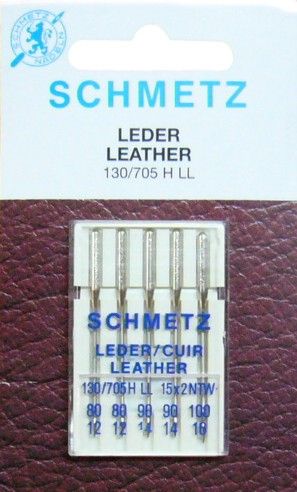 SCHMETZ
NADELN
SCHMETZ
LEDER
LEATHER
130/705 H LL
SCHMETZ
LEDER/CUIR
LEATHER
130/705H LL 15x2NTW
80 80 90 90 100
12 12 14 14 16